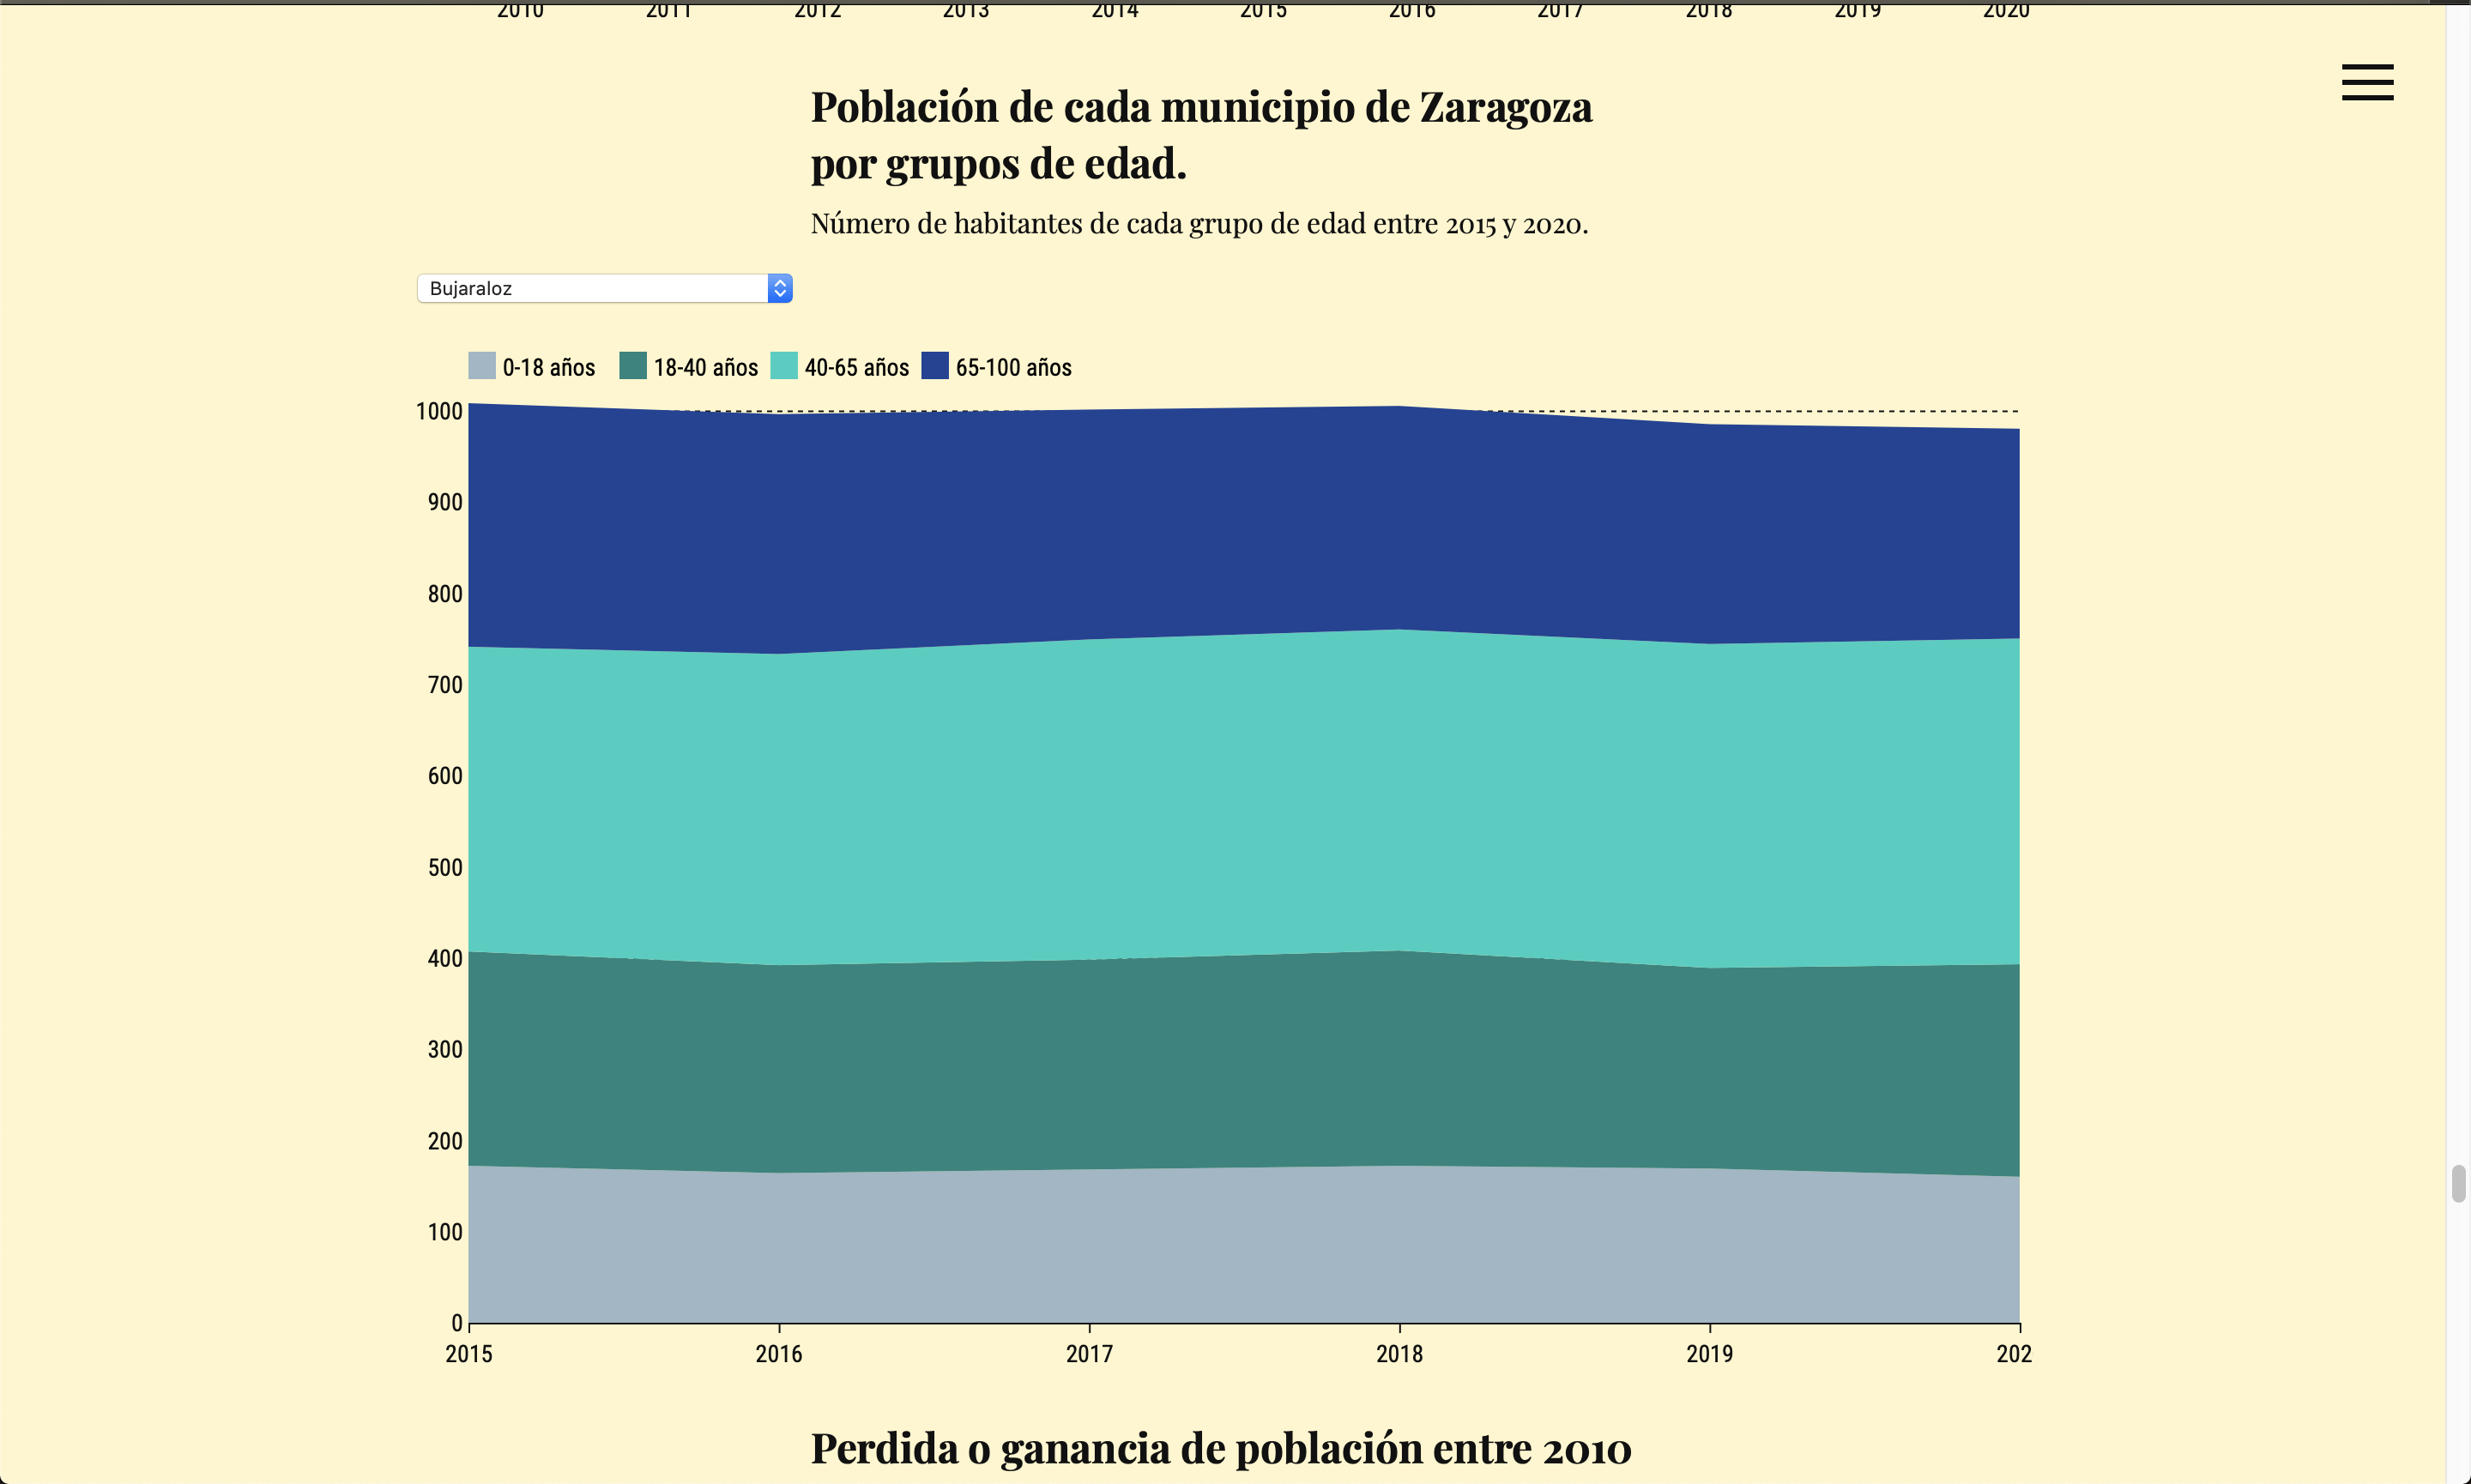 2010 2011 2012 2013 2014 2015 2016 2017 2018 2019 2020
Población de cada municipio de Zaragoza
por grupos de edad.
Número de habitantes de cada grupo de edad entre 2015 y 2020.
Bujaraloz
0-18 años 18-40 años 40-65 años 65-100 años
1000
900
800
700
600
500
400
300
200
100
0
2015 2016 2017 2018 2019 202
Perdida o ganancia de población entre 2010